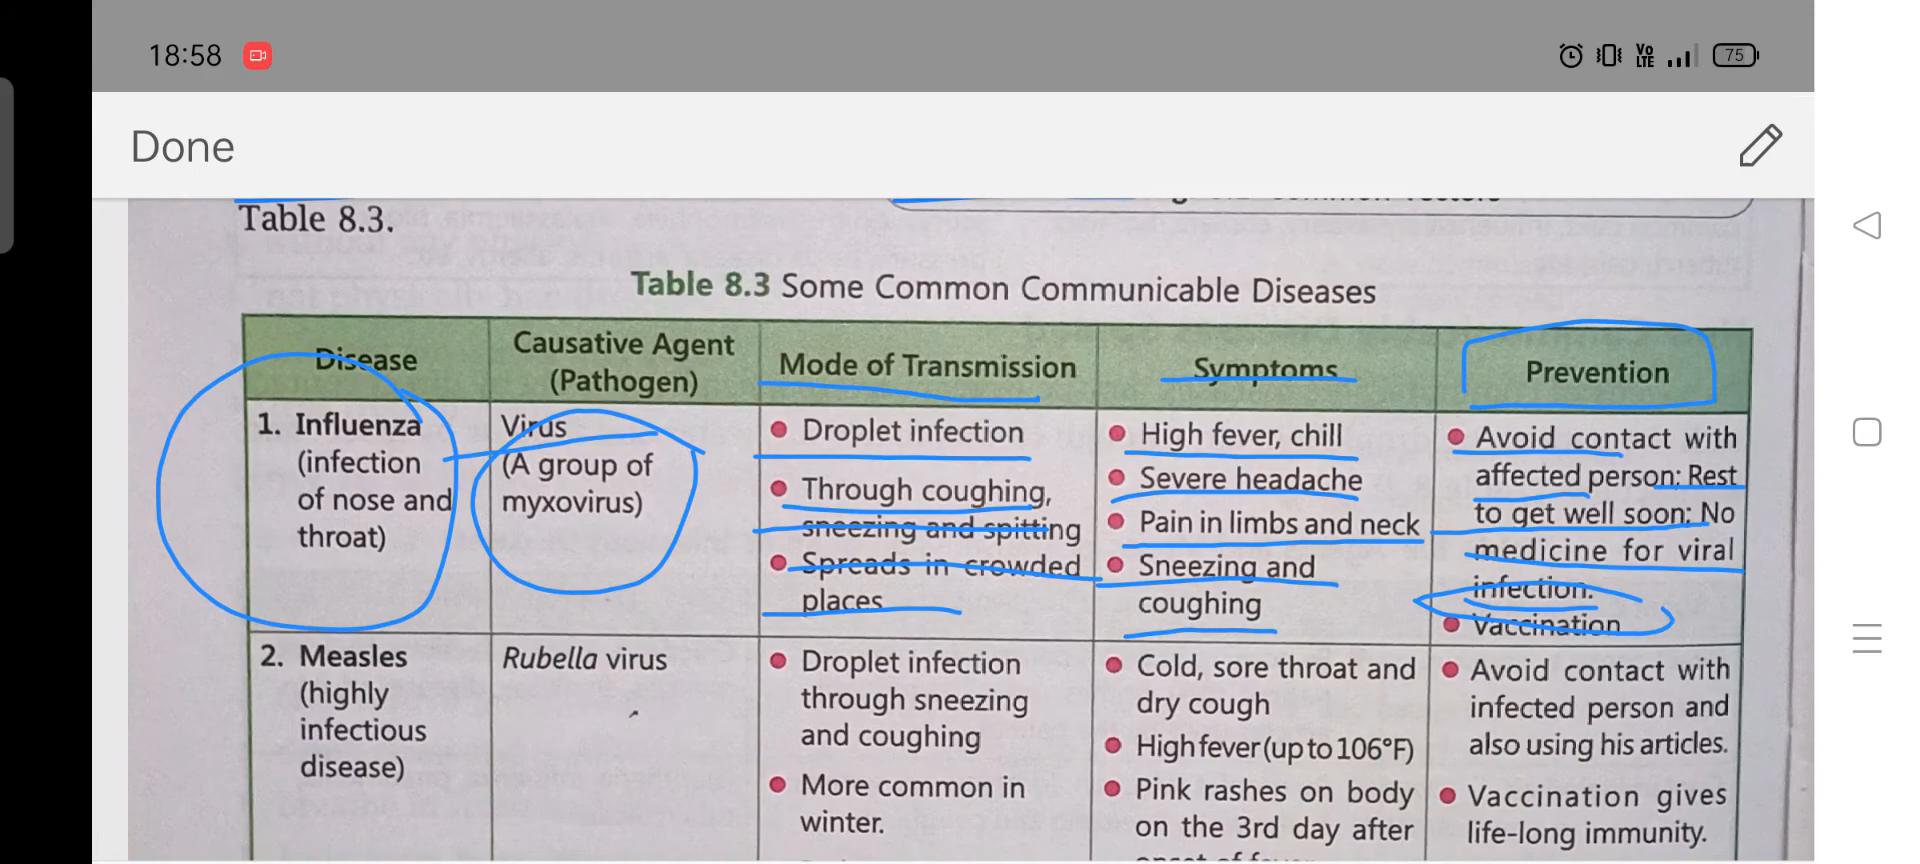 18:58
Vo
LTE
75
Done
Table 8.3.
Table 8.3 Some Common Communicable Diseases
Disease
Causative Agent
(Pathogen)
Mode of Transmission
Symptoms
Prevention
1. Influenza
(infection
of nose and
throat)
Virus
(A group of
myxovirus)
• Droplet infection
• Through coughing,
sneezing and spitting
• Spreads in crowded
places
• High fever, chill
• Severe headache
• Pain in limbs and neck
• Sneezing and
coughing
• Avoid contact with
affected person; Rest
to get well soon; No
medicine for viral
infection.
• Vaccination
2. Measles
(highly
infectious
disease)
Rubella virus
• Droplet infection
through sneezing
and coughing
• More common in
winter.
• Cold, sore throat and
dry cough
• High fever (up to 106°F)
• Pink rashes on body
on the 3rd day after
• Avoid contact with
infected person and
also using his articles.
• Vaccination gives
life-long immunity.